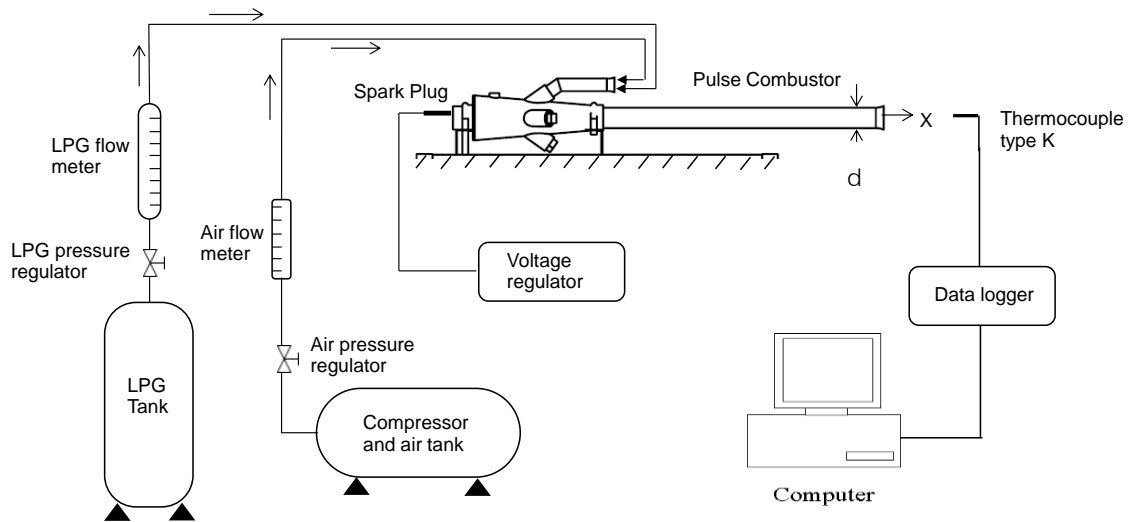 Spark Plug
Pulse Combustor
X
Thermocouple
type K
LPG flow
meter
d
Air flow
meter
LPG pressure
regulator
Voltage
regulator
Data logger
Air pressure
regulator
LPG
Tank
Compressor
and air tank
Computer